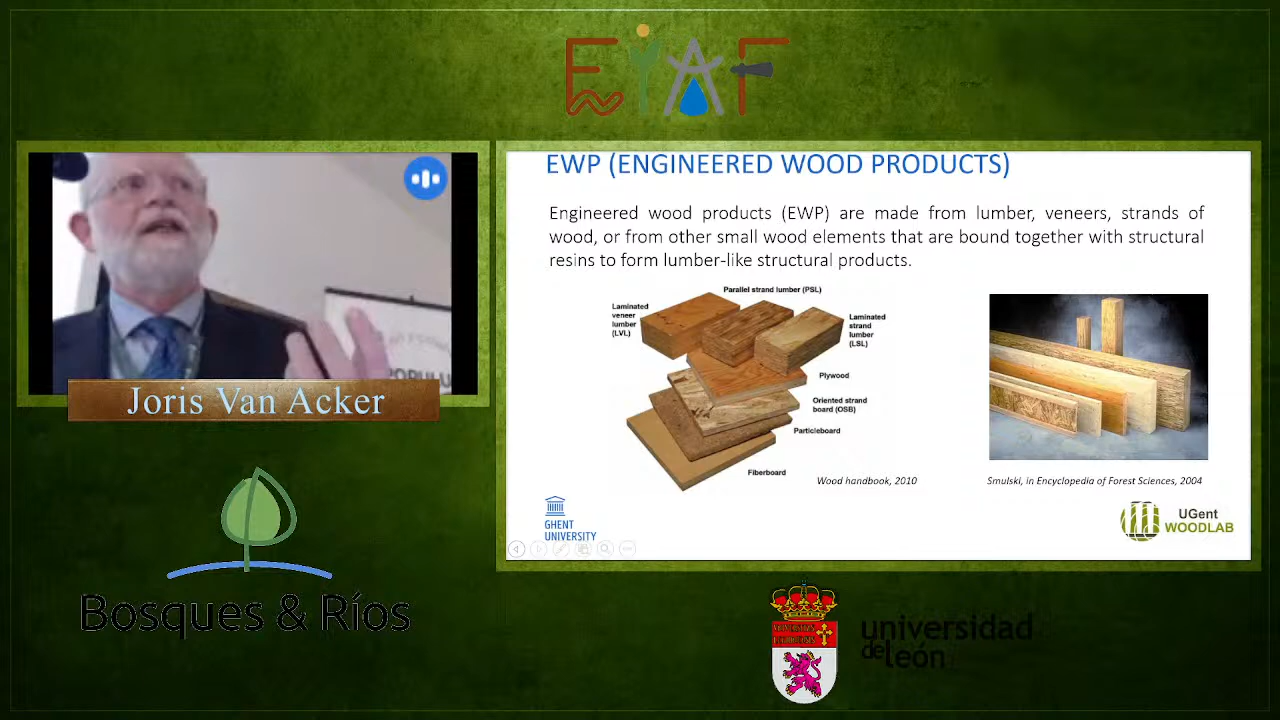 EIAF
EWP (ENGINEERED WOOD PRODUCTS)
Engineered wood products (EWP) are made from lumber, veneers, strands of
wood, or from other small wood elements that are bound together with structural
resins to form lumber-like structural products.
Parallel strand lumber (PSL)
Laminated
veneer
lumber
(LVL)
Laminated
strand
lumber
(LSL)
Plywood
Oriented strand
board (OSB)
Particleboard
Fiberboard
Wood handbook, 2010
Smulski, in Encyclopedia of Forest Sciences, 2004
GHENT
UNIVERSITY
UGent
WOODLAB
POPULU
Joris Van Acker
Bosques & Ríos
universidad
de león